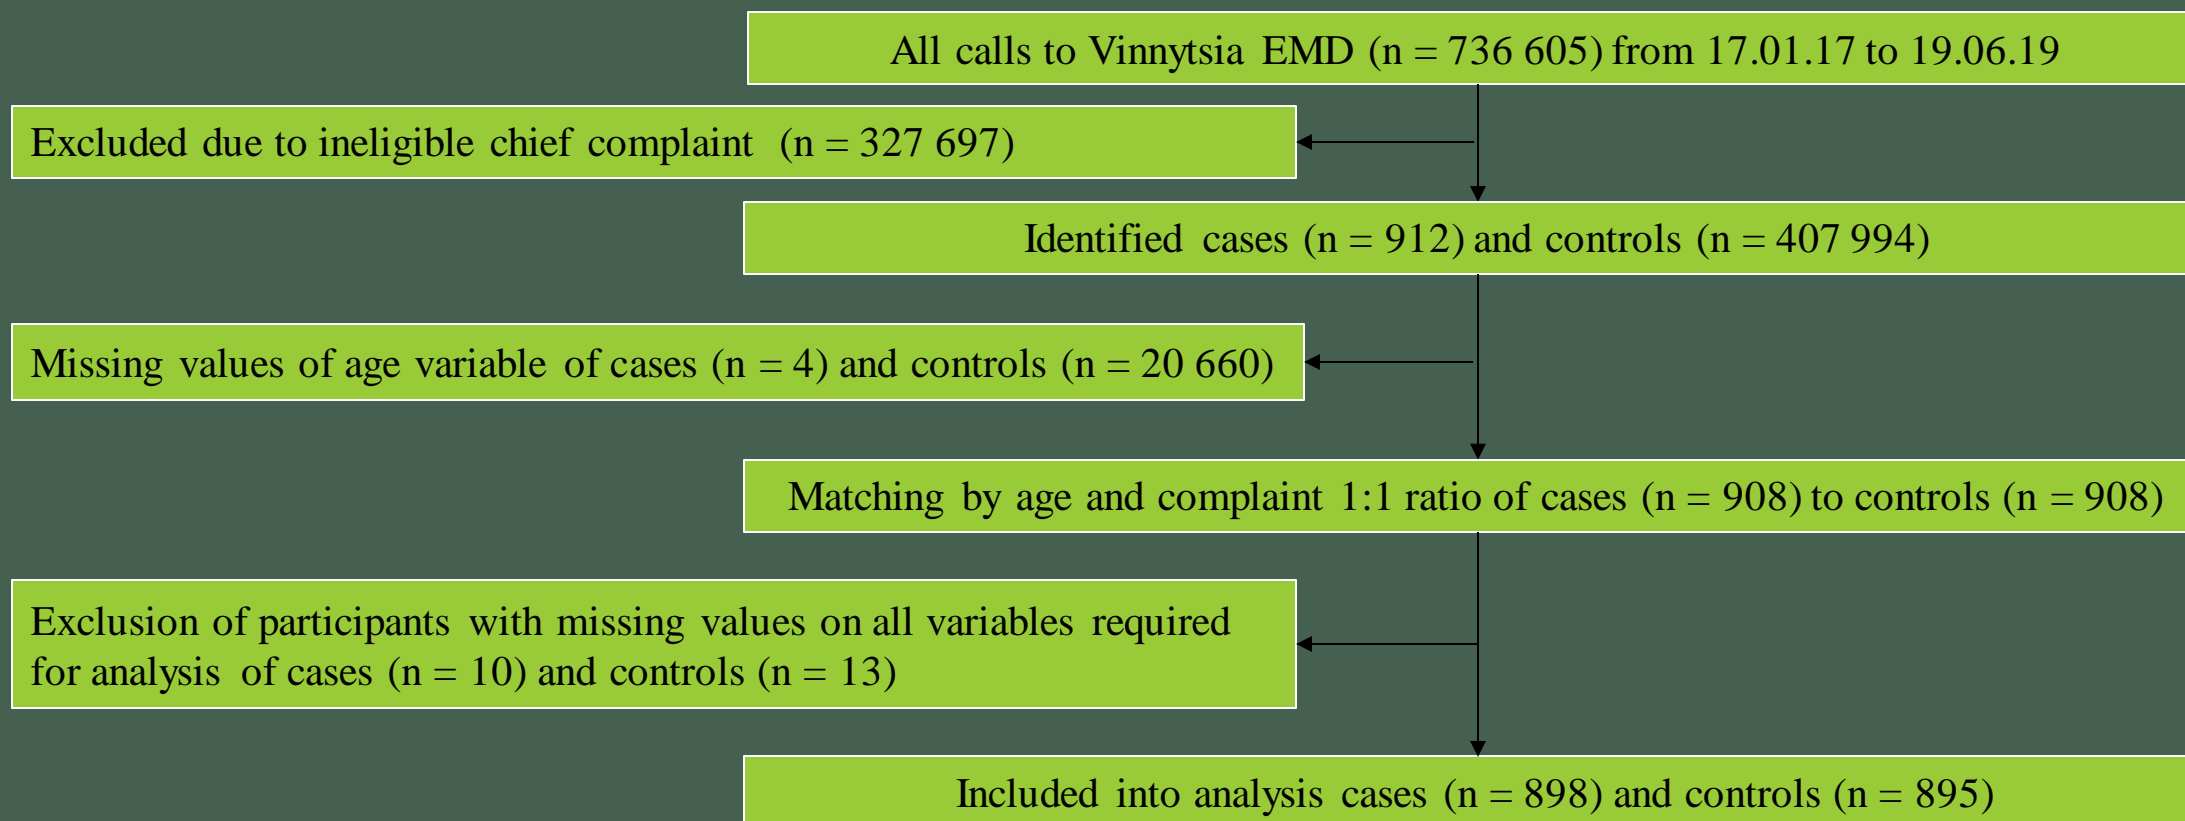 All calls to Vinnytsia EMD (n = 736 605) from 17.01.17 to 19.06.19
Excluded due to ineligible chief complaint (n = 327 697)
Identified cases (n = 912) and controls (n = 407 994)
Missing values of age variable of cases (n = 4) and controls (n = 20 660)
Matching by age and complaint 1:1 ratio of cases (n = 908) to controls (n = 908)
Exclusion of participants with missing values on all variables required
for analysis of cases (n = 10) and controls (n = 13)
Included into analysis cases (n = 898) and controls (n = 895)